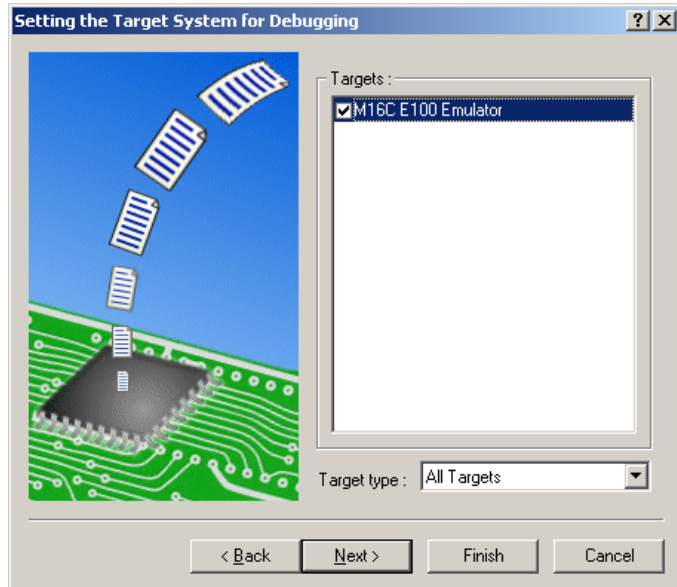 Setting the Target System for Debugging
Targets :
M16C E100 Emulator
Target type :
All Targets
< Back
Next >
Finish
Cancel